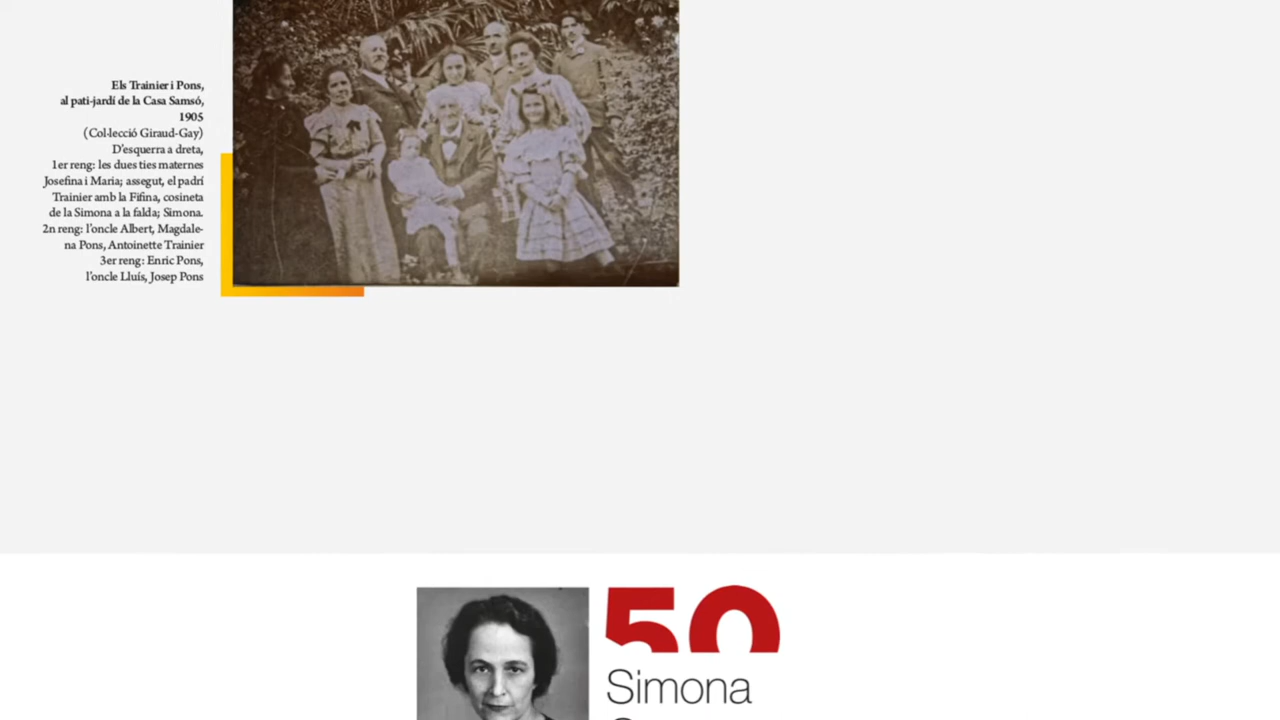 Els Trainier i Pons,
al pati-jardí de la Casa Samsó,
1905
(Col·lecció Giraud-Gay)
D'esquerra a dreta,
1er reng: les dues ties maternes
Josefina i Maria; assegut, el padrí
Trainier amb la Fifina, cosineta
de la Simona a la falda; Simona.
2n reng: l'oncle Albert, Magdale-
na Pons, Antoinette Trainier
3er reng: Enric Pons,
l'oncle Lluís, Josep Pons
50
Simona